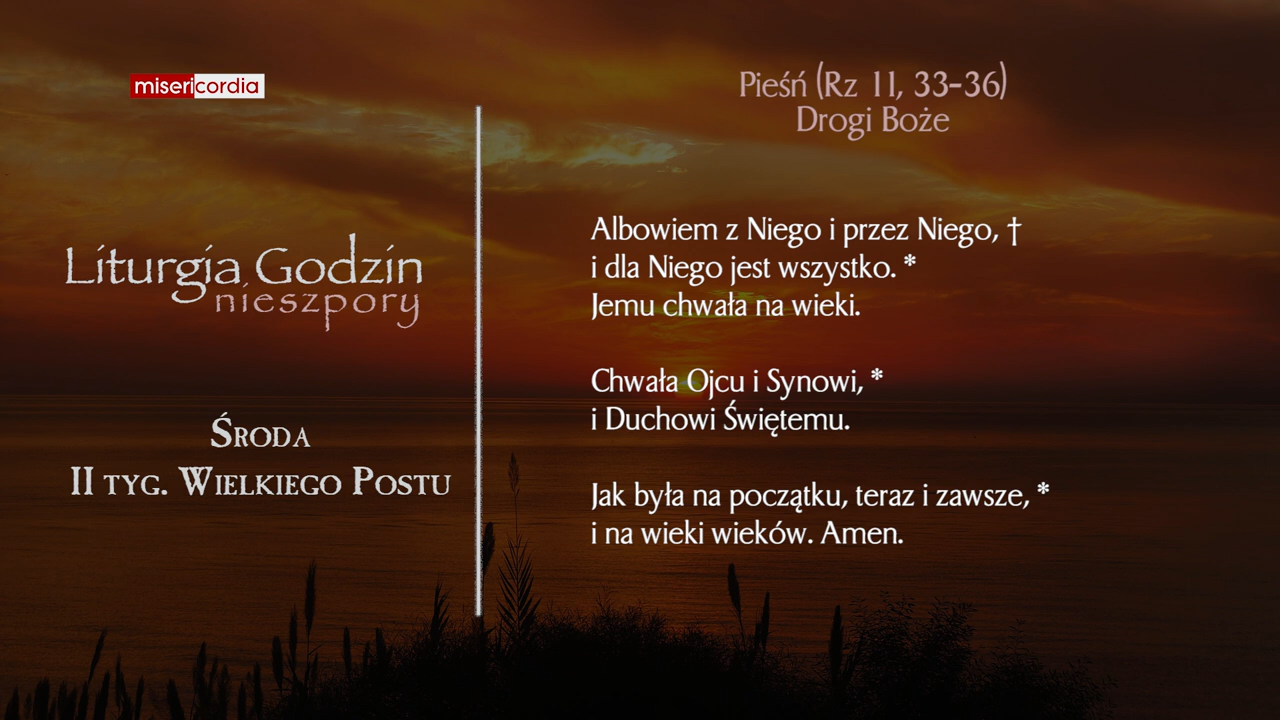 misericordia
Liturgia Godzin
nieszpory
Środa
II tyg. Wielkiego Postu
Pieśń (Rz 11, 33-36)
Drogi Boże
Albowiem z Niego i przez Niego, †
i dla Niego jest wszystko. *
Jemu chwała na wieki.
Chwała Ojcu i Synowi, *
i Duchowi Świętemu.
Jak była na początku, teraz i zawsze, *
i na wieki wieków. Amen.